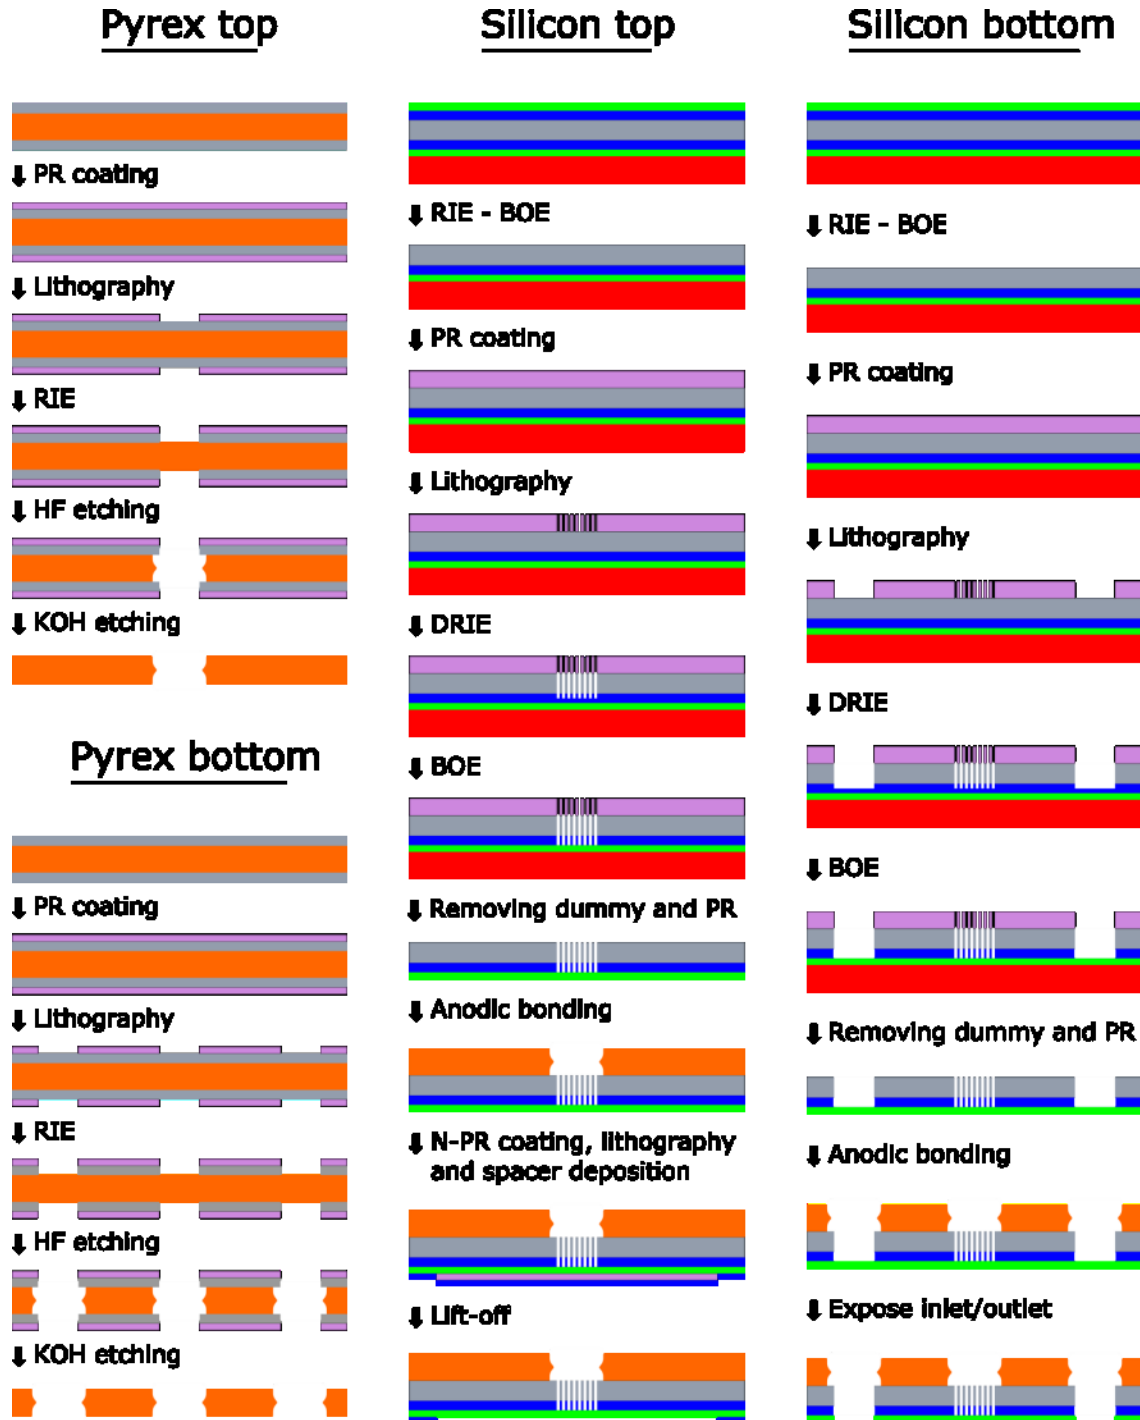 Pyrex top
PR coating
Lithography
RIE
HF etching
KOH etching
Pyrex bottom
PR coating
Lithography
RIE
HF etching
KOH etching
Silicon top
RIE - BOE
PR coating
Lithography
DRIE
BOE
Removing dummy and PR
Anodic bonding
N-PR coating, lithography
and spacer deposition
Lift-off
Silicon bottom
RIE - BOE
PR coating
Lithography
DRIE
BOE
Removing dummy and PR
Anodic bonding
Expose inlet/outlet